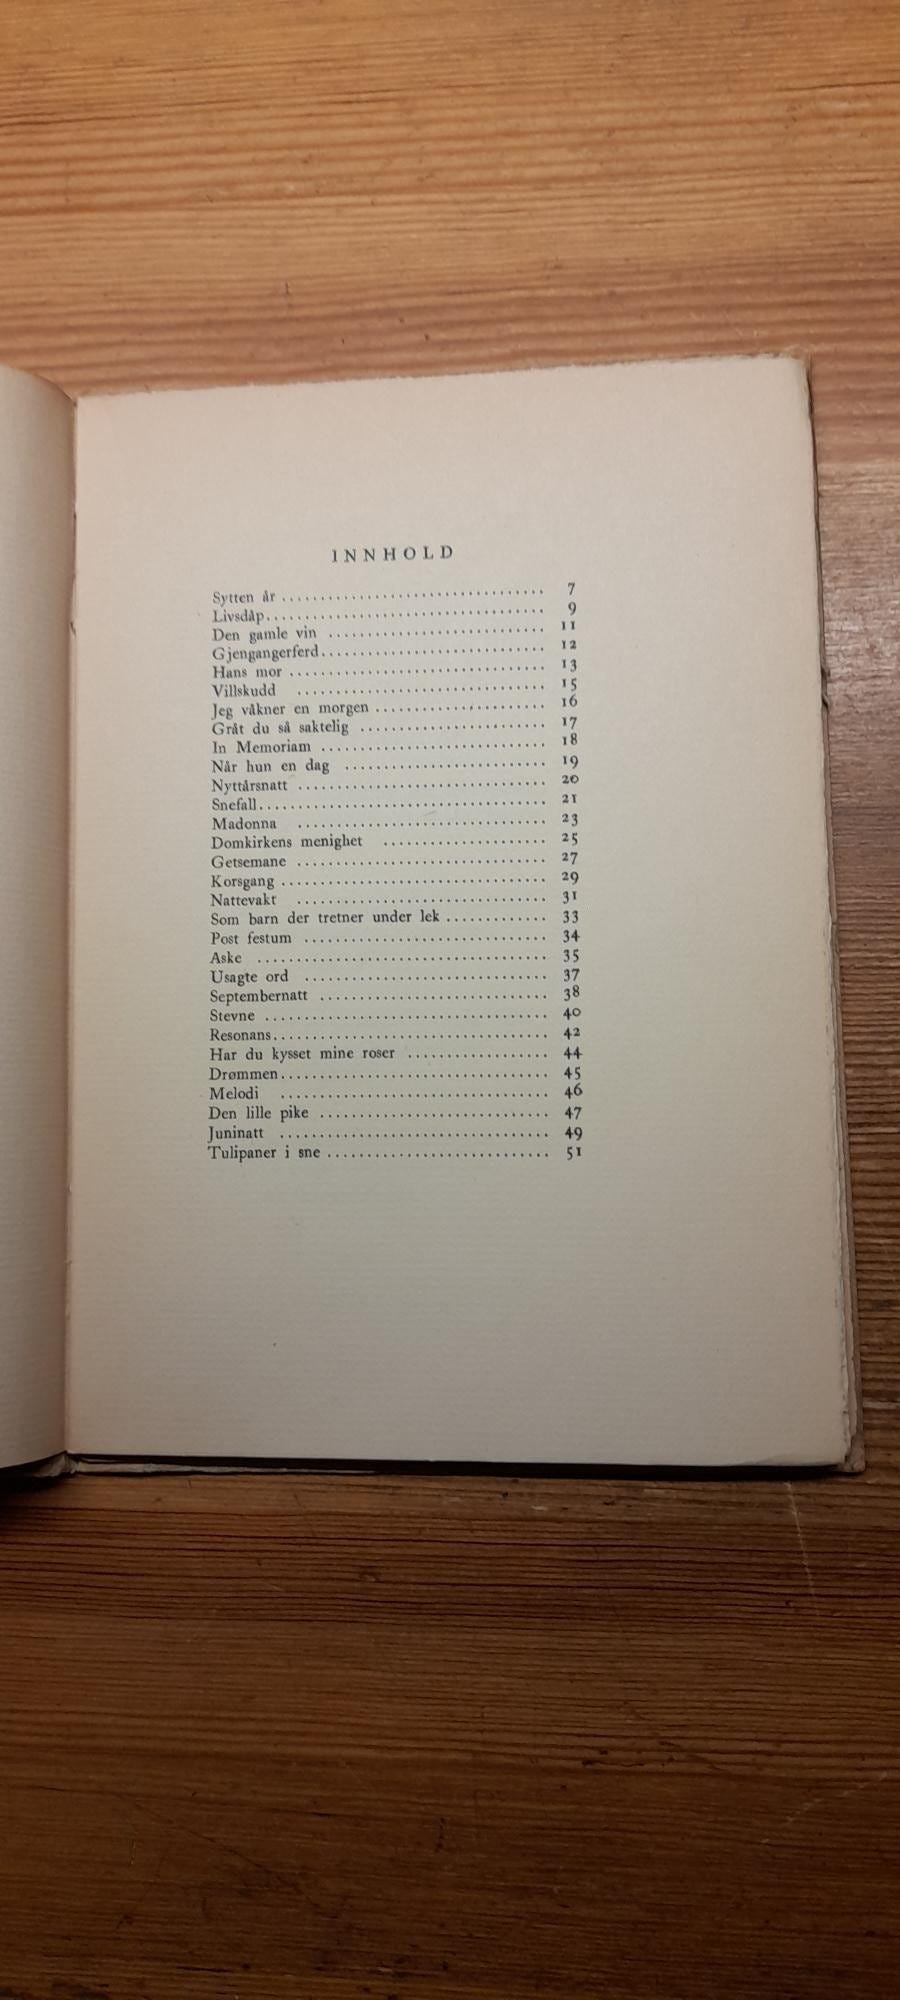 INNHOLD
Sytten år .................................. 7
Livsdåp.................................... 9
Den gamle vin ............................ 11
Gjengangerferd............................. 12
Hans mor ................................. 13
Villskudd ................................ 15
Jeg våkner en morgen ...................... 16
Gråt du så saktelig ........................ 17
In Memoriam ............................. 18
Når hun en dag .......................... 19
Nyttårsnatt ................................ 20
Snefall..................................... 21
Madonna ................................ 23
Domkirkens menighet ..................... 25
Getsemane ................................ 27
Korsgang .................................. 29
Nattevakt ................................ 31
Som barn der tretner under lek ............. 33
Post festum ............................... 34
Aske ..................................... 35
Usagte ord ............................... 37
Septembernatt ............................. 38
Stevne .................................... 40
Resonans................................... 42
Har du kysset mine roser .................. 44
Drømmen.................................. 45
Melodi .................................. 46
Den lille pike ............................. 47
Juninatt ................................... 49
Tulipaner i sne ............................ 51